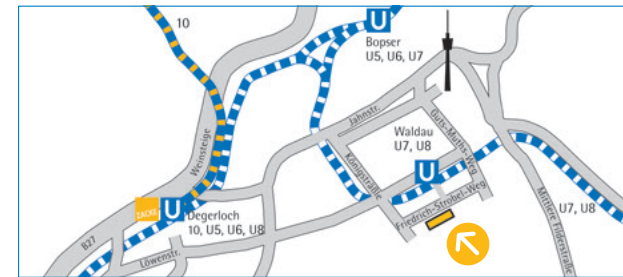 10
U
Bopser
U5, U6, U7
Jahnstr.
Weinsteige
Guts-Muths-Weg
Waldau
U7, U8
U
Königstraße
ZACKE
U
Degerloch
10, U5, U6, U8
Friedrich-Strobel-Weg
Mittlere Filderstraße
U7, U8
B27
Löwenstr.